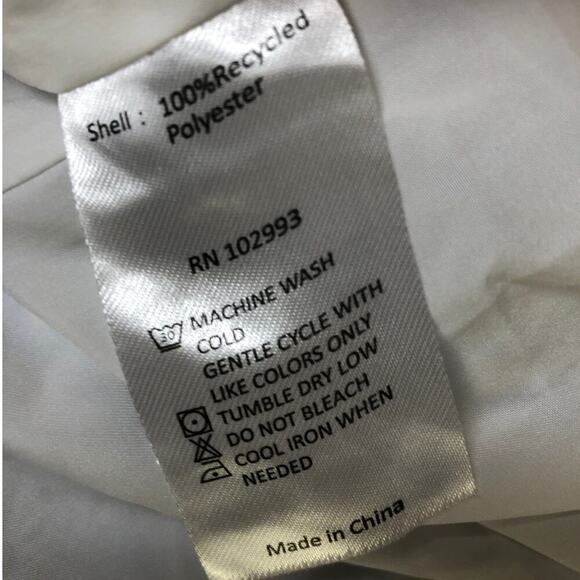 Shell : 100%Recycled
Polyester
RN 102993
30 MACHINE WASH
COLD
GENTLE CYCLE WITH
LIKE COLORS ONLY
TUMBLE DRY LOW
DO NOT BLEACH
COOL IRON WHEN
NEEDED
Made in China